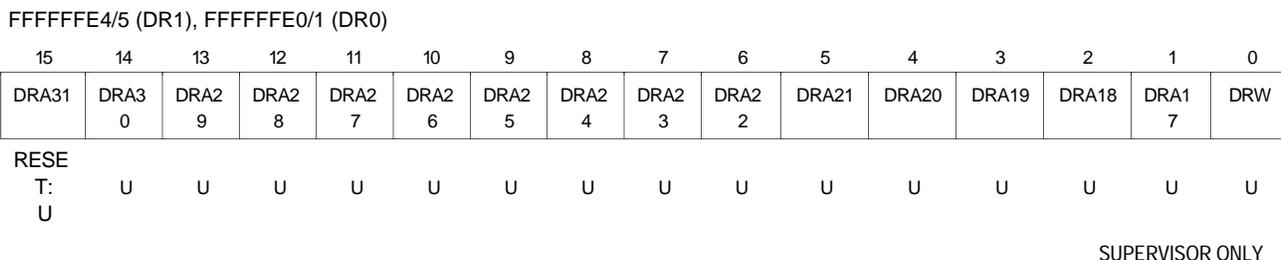 FFFFFFE4/5 (DR1), FFFFFFE0/1 (DR0)
15 14 13 12 11 10 9 8 7 6 5 4 3 2 1 0
DRA31 DRA3 DRA2 DRA2 DRA2 DRA2 DRA2 DRA2 DRA2 DRA2 DRA21 DRA20 DRA19 DRA18 DRA1 DRW
0 9 8 7 6 5 4 3 2 7
RESE
T: U U U U U U U U U U U U U U U
U
SUPERVISOR ONLY